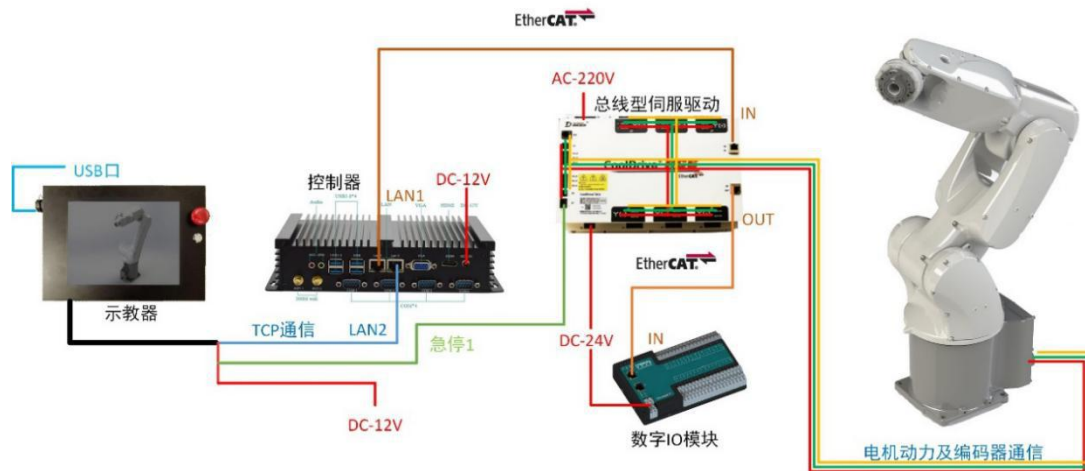 EtherCAT
AC-220V
总线型伺服驱动
IN
USB口
控制器
LAN1
DC-12V
CoolDrive
EtherCAT
OUT
EtherCAT
示教器
TCP通信
LAN2
急停1
DC-24V
IN
DC-12V
数字IO模块
电机动力及编码器通信